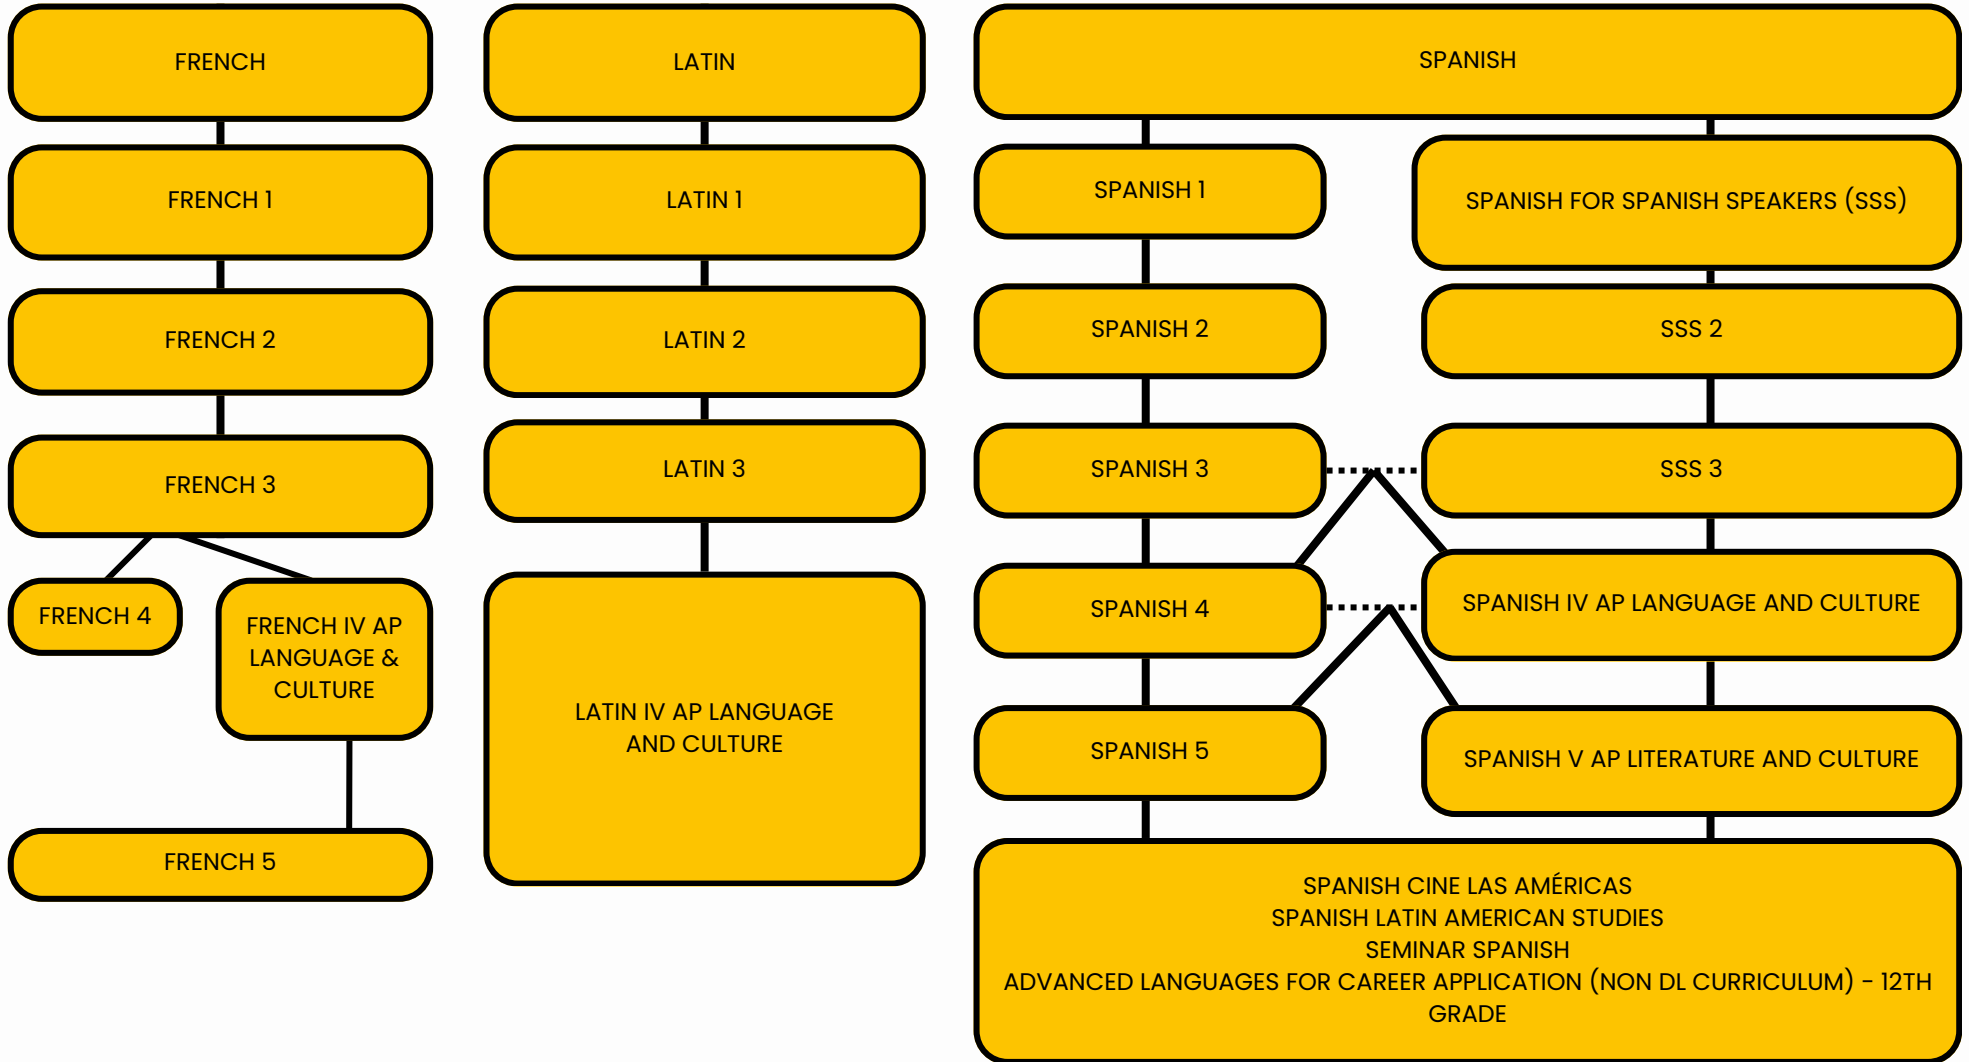 FRENCH
FRENCH 1
FRENCH 2
FRENCH 3
FRENCH 4
FRENCH IV AP
LANGUAGE &
CULTURE
FRENCH 5
LATIN
LATIN 1
LATIN 2
LATIN 3
LATIN IV AP LANGUAGE
AND CULTURE
SPANISH
SPANISH 1
SPANISH 2
SPANISH 3
SPANISH 4
SPANISH 5
SPANISH FOR SPANISH SPEAKERS (SSS)
SSS 2
SSS 3
SPANISH IV AP LANGUAGE AND CULTURE
SPANISH V AP LITERATURE AND CULTURE
SPANISH CINE LAS AMÉRICAS
SPANISH LATIN AMERICAN STUDIES
SEMINAR SPANISH
ADVANCED LANGUAGES FOR CAREER APPLICATION (NON DL CURRICULUM) - 12TH
GRADE